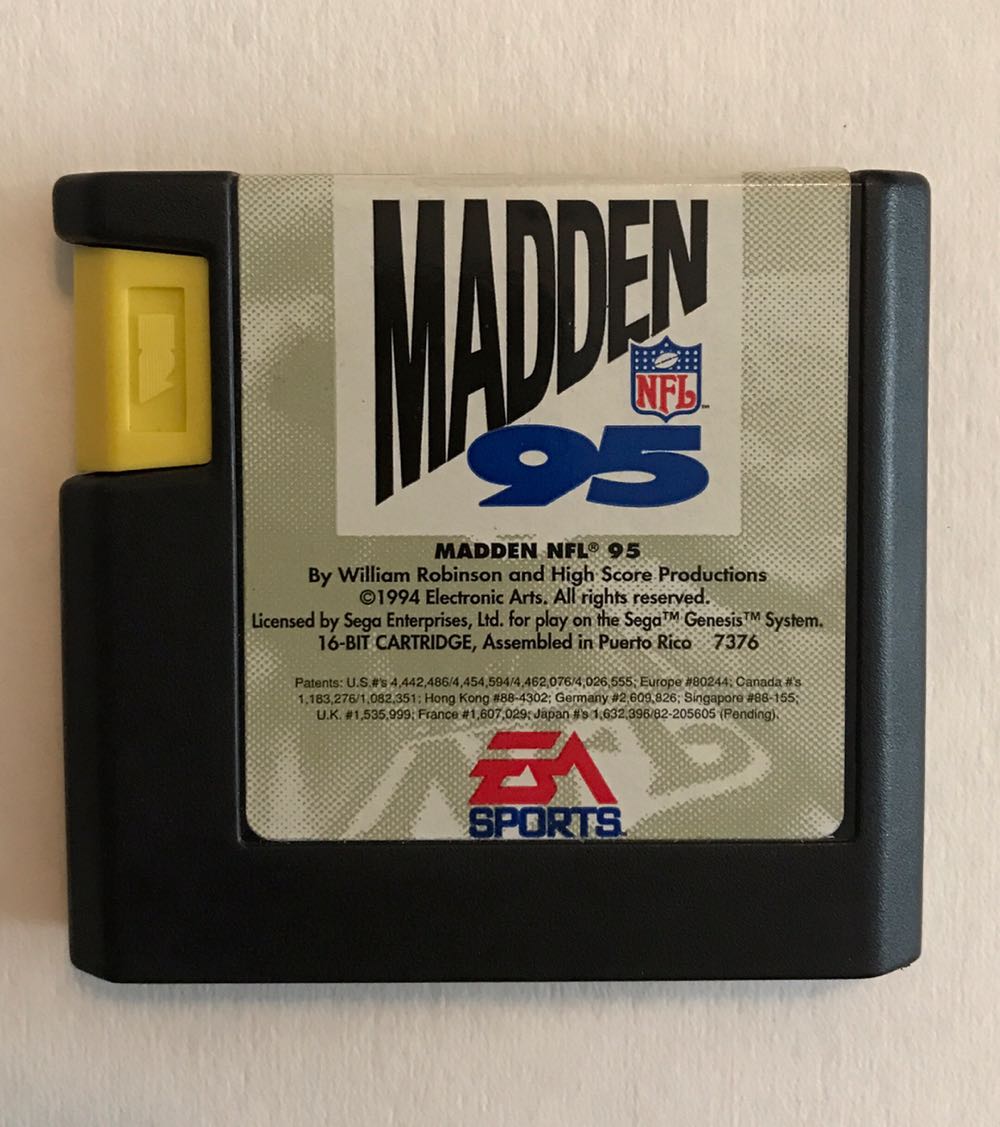 MADDEN
NFL™
95
MADDEN NFL® 95
By William Robinson and High Score Productions
©1994 Electronic Arts. All rights reserved.
Licensed by Sega Enterprises, Ltd. for play on the Sega™ Genesis™ System.
16-BIT CARTRIDGE, Assembled in Puerto Rico 7376
Patents: U.S.#'s 4,442,486/4,454,594/4,462,076/4,026,555; Europe #80244; Canada #'s
1,183,276/1,082,351; Hong Kong #88-4302; Germany #2,609,826; Singapore #88-155;
U.K. #1,535,999; France #1,607,029; Japan #'s 1,632,396/82-205605 (Pending).
EA
SPORTS